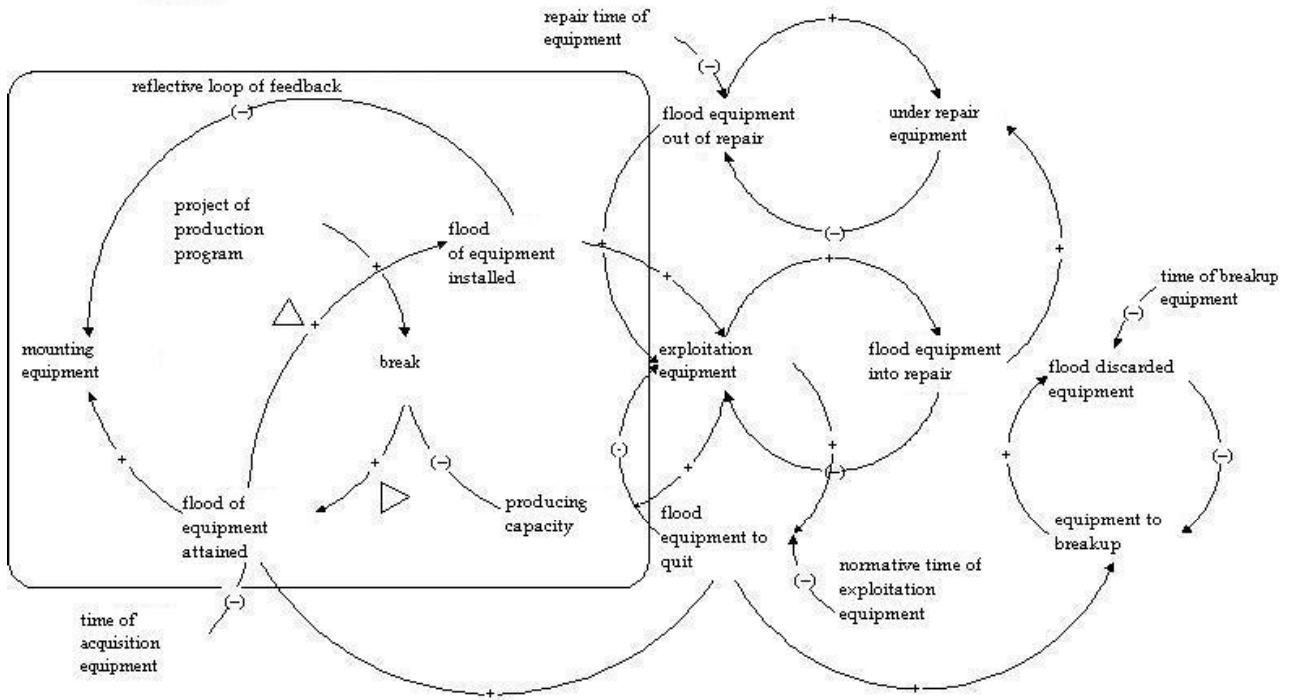 repair time of
equipment
+
(−)
reflective loop of feedback
(−)
flood equipment
out of repair
under repair
equipment
project of
production
program
flood
of equipment
installed
(−)
+
+
+
+
+
time of breakup
equipment
(−)
+
mounting
equipment
break
exploitation
equipment
flood equipment
into repair
flood discarded
equipment
+
+
(−)
(-)
+
+
(−)
+
(−)
flood of
equipment
attained
producing
capacity
flood
equipment to
quit
equipment to
breakup
normative time of
exploitation
equipment
(−)
(−)
time of
acquisition
equipment
+
+